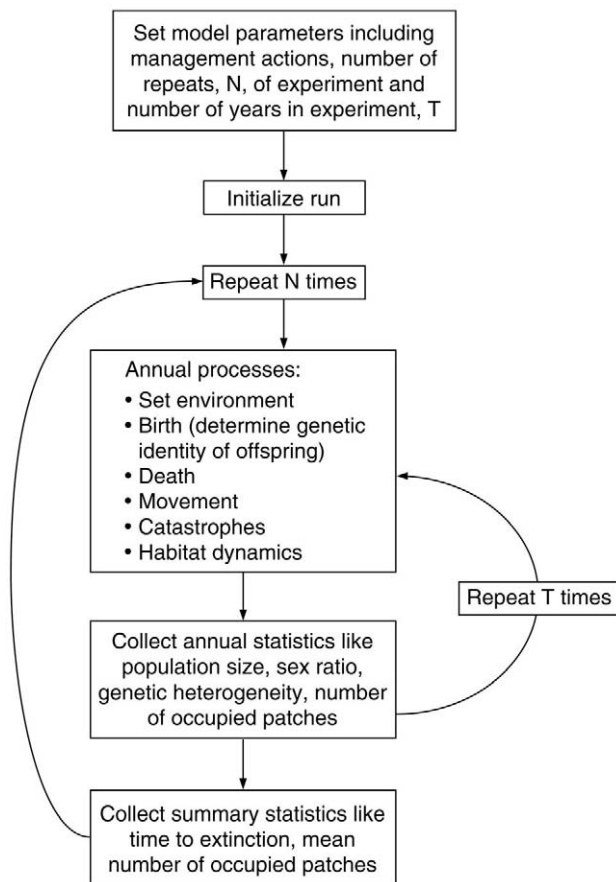 Set model parameters including
management actions, number of
repeats, N, of experiment and
number of years in experiment, T
Initialize run
Repeat N times
Annual processes:
• Set environment
• Birth (determine genetic
identity of offspring)
• Death
• Movement
• Catastrophes
• Habitat dynamics
Repeat T times
Collect annual statistics like
population size, sex ratio,
genetic heterogeneity, number
of occupied patches
Collect summary statistics like
time to extinction, mean
number of occupied patches